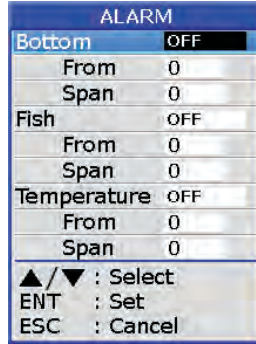 ALARM
Bottom OFF
From 0
Span 0
Fish OFF
From 0
Span 0
Temperature OFF
From 0
Span 0
▲/▼ : Select
ENT : Set
ESC : Cancel